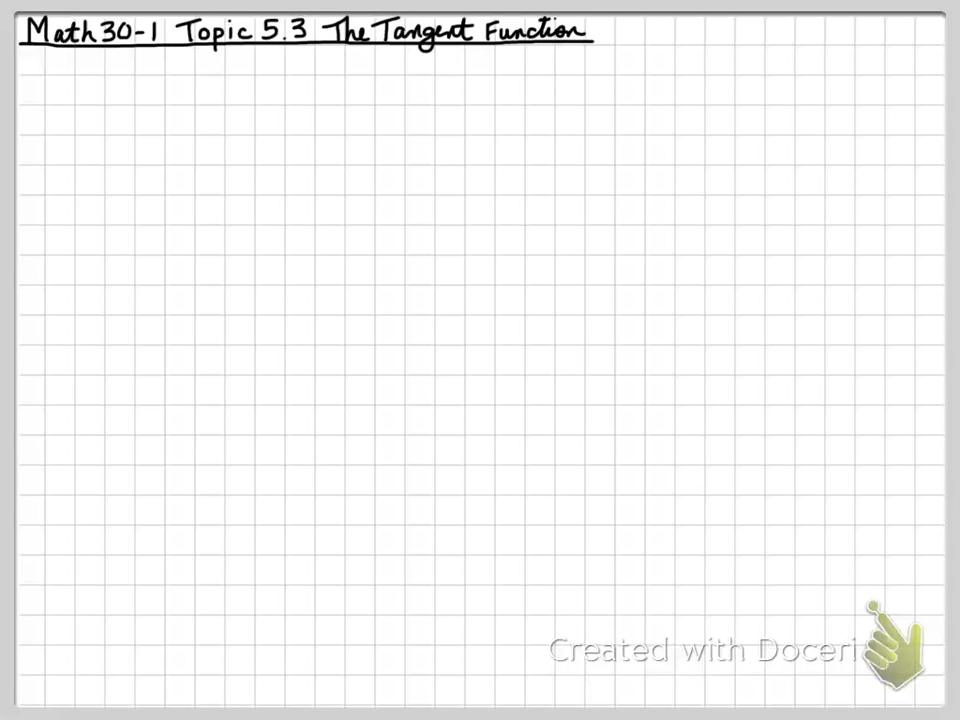 Math 30-1 Topic 5.3 The Tangent Function
Created with Doceri